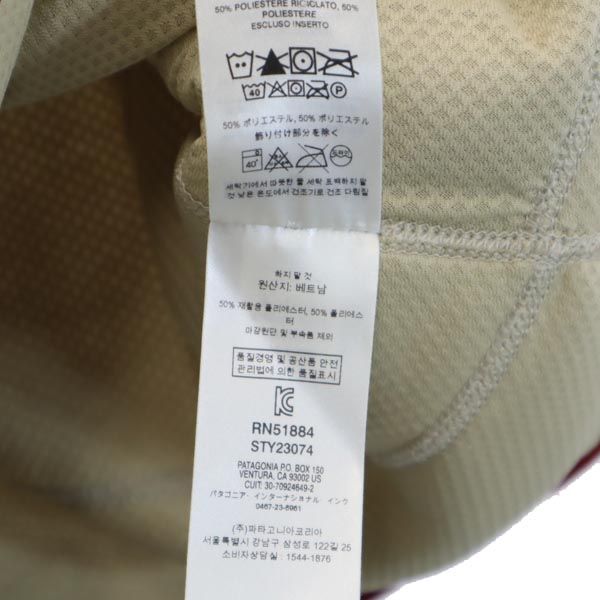 50% POLIESTERE RICICLATO, 50%
POLIESTERE
ESCLUSO INSERTO
40 P
50% ポリエステル, 50% ポリエステル
飾り付け部分を除く
40°
세탁기에서 따뜻한 물 세탁 표백하지 말
것 낮은 온도에서 건조기로 건조 다림질
하지 말 것
원산지: 베트남
50% 재활용 폴리에스터, 50% 폴리에스
터
마감원단 및 부속품 제외
품질경영 및 공산품 안전
관리법에 의한 품질표시
RN51884
STY23074
PATAGONIA P.O. BOX 150
VENTURA, CA 93002 US
CUIT: 30-70924649-2
パタゴニア・インターナショナル インク
0467-23-8961
(주)파타고니아코리아
서울특별시 강남구 삼성로 122길 25
소비자상담실 : 1544-1876